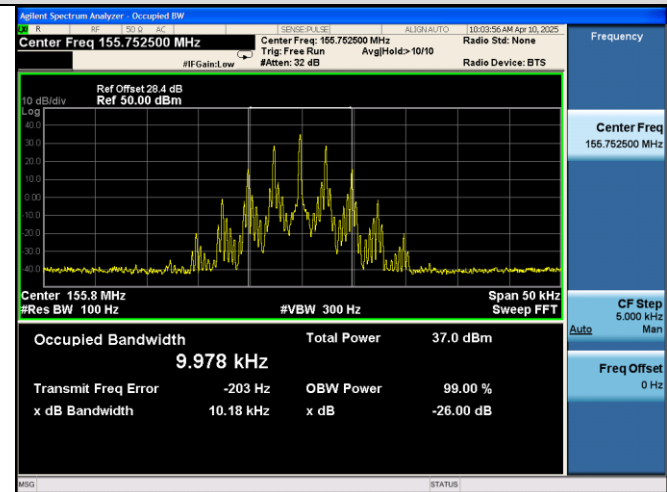 Agilent Spectrum Analyzer - Occupied BW
R RF 50 Ω AC SENSE:PULSE ALIGN AUTO 10:03:56 AM Apr 10, 2025
Center Freq 155.752500 MHz
Center Freq: 155.752500 MHz
Radio Std: None
Trig: Free Run Avg|Hold:>10/10
#IFGain:Low #Atten: 32 dB Radio Device: BTS
Ref Offset 28.4 dB
10 dB/div Ref 50.00 dBm
Log
40.0
30.0
20.0
10.0
0.00
-10.0
-20.0
-30.0
-40.0
Center 155.8 MHz Span 50 kHz
#Res BW 100 Hz #VBW 300 Hz Sweep FFT
Occupied Bandwidth Total Power 37.0 dBm
9.978 kHz
Transmit Freq Error -203 Hz OBW Power 99.00 %
x dB Bandwidth 10.18 kHz x dB -26.00 dB
MSG STATUS
Frequency
Center Freq
155.752500 MHz
CF Step
5.000 kHz
Auto Man
Freq Offset
0 Hz